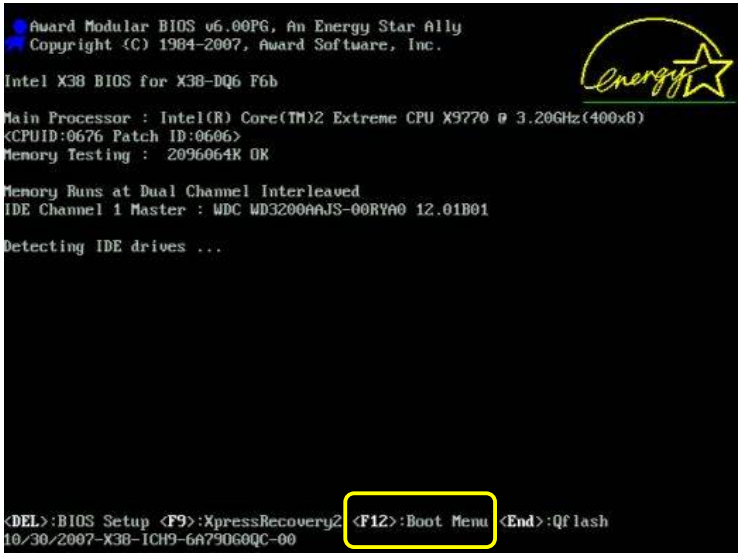 Award Modular BIOS v6.00PG, An Energy Star Ally
Copyright (C) 1984-2007, Award Software, Inc.
energy
Intel X38 BIOS for X38-DQ6 F6b
Main Processor : Intel(R) Core(TM)2 Extreme CPU X9770 @ 3.20GHz(400x8)
<CPUID:0676 Patch ID:0606>
Memory Testing : 2096064K OK
Memory Runs at Dual Channel Interleaved
IDE Channel 1 Master : WDC WD3200AAJS-00RYA0 12.01B01
Detecting IDE drives ...
<DEL>:BIOS Setup <F9>:XpressRecovery2 <F12>:Boot Menu <End>:Qflash
10/30/2007-X38-ICH9-6A790G0QC-00